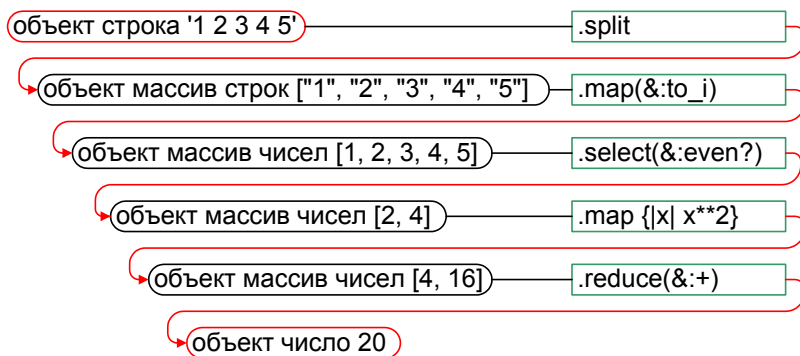 объект строка '1 2 3 4 5' .split
объект массив строк ["1", "2", "3", "4", "5"] .map(&:to_i)
объект массив чисел [1, 2, 3, 4, 5] .select(&:even?)
объект массив чисел [2, 4] .map {|x| x**2}
объект массив чисел [4, 16] .reduce(&:+)
объект число 20